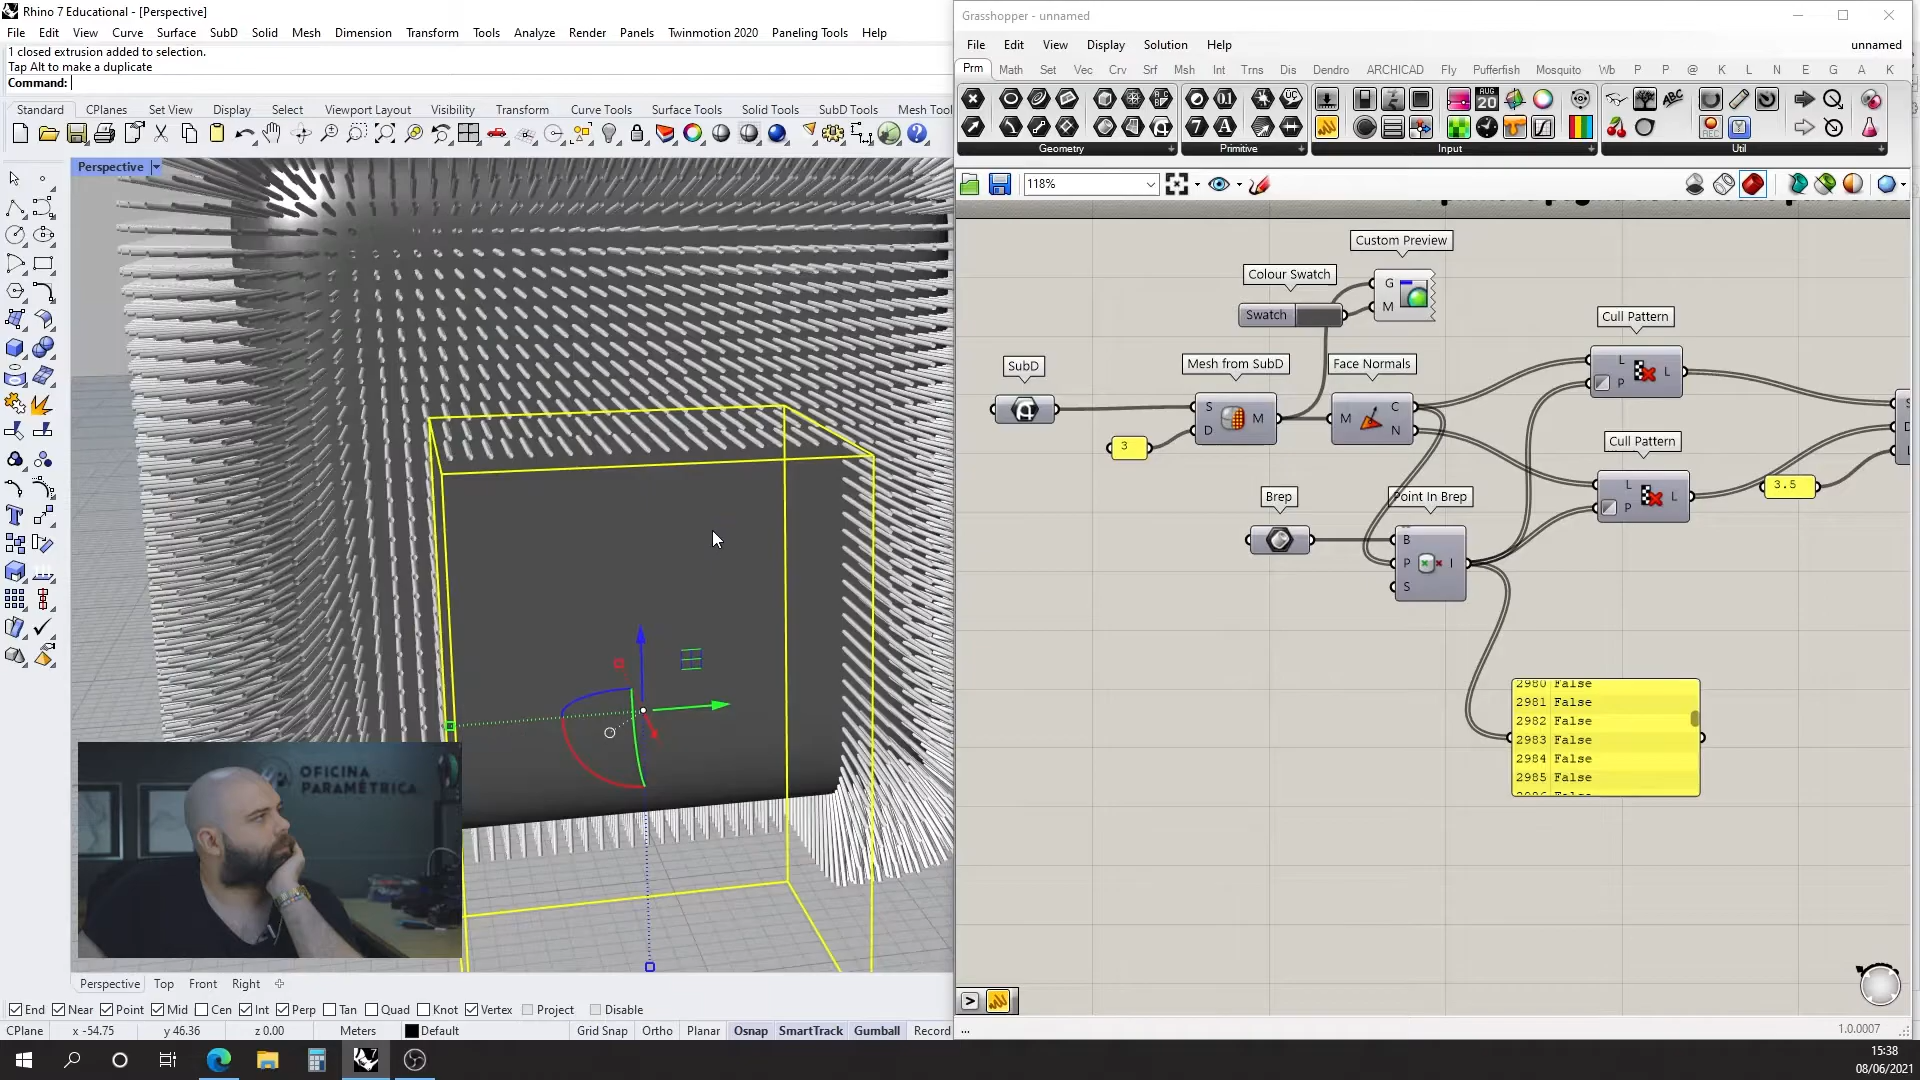 Rhino 7 Educational - [Perspective]
File Edit View Curve Surface SubD Solid Mesh Dimension Transform Tools Analyze Render Panels Twinmotion 2020 Paneling Tools Help
1 closed extrusion added to selection.
Tap Alt to make a duplicate
Command:
Standard CPlanes Set View Display Select Viewport Layout Visibility Transform Curve Tools Surface Tools Solid Tools SubD Tools Mesh Tool
Perspective
OFICINA
PARAMÉTRICA
Perspective Top Front Right
End Near Point Mid Cen Int Perp Tan Quad Knot Vertex Project Disable
CPlane x -54.75 y 46.36 z 0.00 Meters Default Grid Snap Ortho Planar Osnap SmartTrack Gumball Record
Grasshopper - unnamed
File Edit View Display Solution Help unnamed
Prm Math Set Vec Crv Srf Msh Int Trns Dis Dendro ARCHICAD Fly Pufferfish Mosquito Wb P P @ K L N E G A K
Geometry Primitive Input Util
118%
Custom Preview
Colour Swatch
G
M
Swatch
Cull Pattern
L
P
L
SubD
Mesh from SubD
Face Normals
S
D
M
M
C
N
3
Cull Pattern
L
P
L
3.5
Brep
Point In Brep
B
P
S
I
2980 False
2981 False
2982 False
2983 False
2984 False
2985 False
...
1.0.0007
15:38
08/06/2021